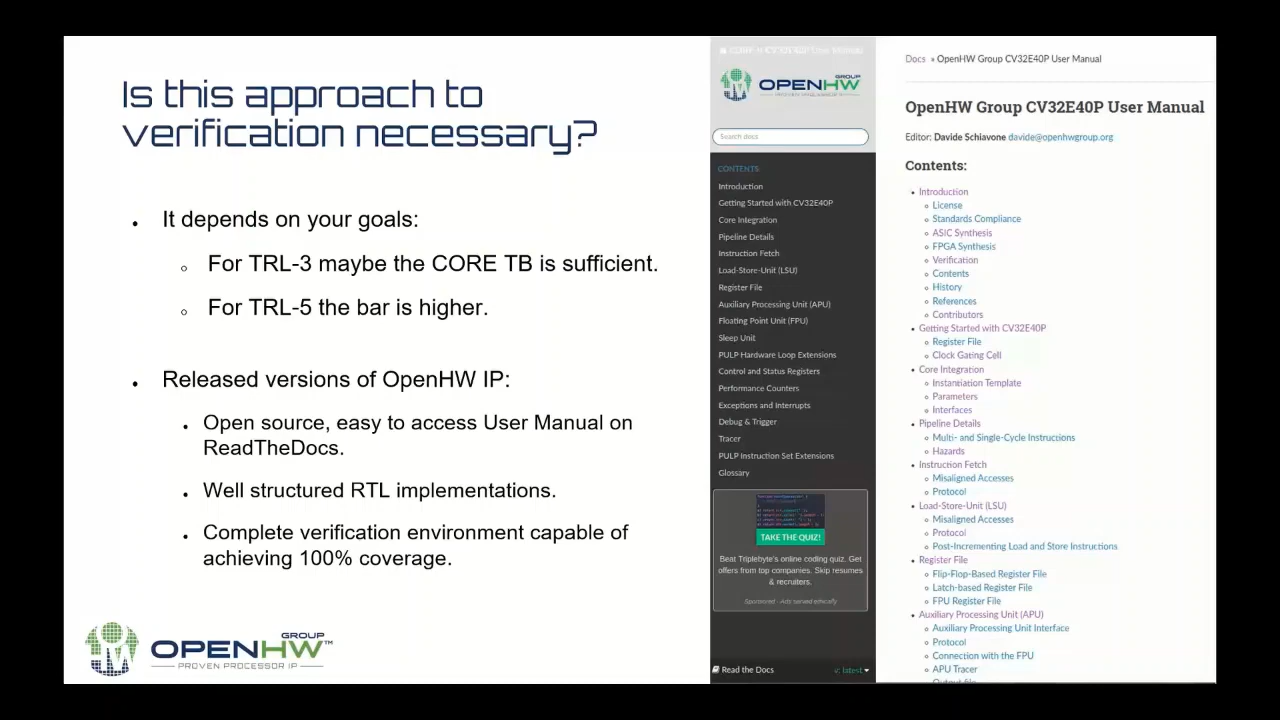 Is this approach to
verification necessary?
• It depends on your goals:
○ For TRL-3 maybe the CORE TB is sufficient.
○ For TRL-5 the bar is higher.
• Released versions of OpenHW IP:
• Open source, easy to access User Manual on
ReadTheDocs.
• Well structured RTL implementations.
• Complete verification environment capable of
achieving 100% coverage.
OPENHW GROUP™
PROVEN PROCESSOR IP
OPENHW GROUP
PROVEN PROCESSOR IP
Search docs
CONTENTS
Introduction
Getting Started with CV32E40P
Core Integration
Pipeline Details
Instruction Fetch
Load-Store-Unit (LSU)
Register File
Auxiliary Processing Unit (APU)
Floating Point Unit (FPU)
Sleep Unit
PULP Hardware Loop Extensions
Control and Status Registers
Performance Counters
Exceptions and Interrupts
Debug & Trigger
Tracer
PULP Instruction Set Extensions
Glossary
TAKE THE QUIZ!
Beat Triplebyte's online coding quiz. Get
offers from top companies. Skip resumes
& recruiters.
Sponsored · Ads served ethically
Read the Docs
v: latest
Docs » OpenHW Group CV32E40P User Manual
OpenHW Group CV32E40P User Manual
Editor: Davide Schiavone davide@openhwgroup.org
Contents:
• Introduction
○ License
○ Standards Compliance
○ ASIC Synthesis
○ FPGA Synthesis
○ Verification
○ Contents
○ History
○ References
○ Contributors
• Getting Started with CV32E40P
○ Register File
○ Clock Gating Cell
• Core Integration
○ Instantiation Template
○ Parameters
○ Interfaces
• Pipeline Details
○ Multi- and Single-Cycle Instructions
○ Hazards
• Instruction Fetch
○ Misaligned Accesses
○ Protocol
• Load-Store-Unit (LSU)
○ Misaligned Accesses
○ Protocol
○ Post-Incrementing Load and Store Instructions
• Register File
○ Flip-Flop-Based Register File
○ Latch-based Register File
○ FPU Register File
• Auxiliary Processing Unit (APU)
○ Auxiliary Processing Unit Interface
○ Protocol
○ Connection with the FPU
○ APU Tracer
○ Output file